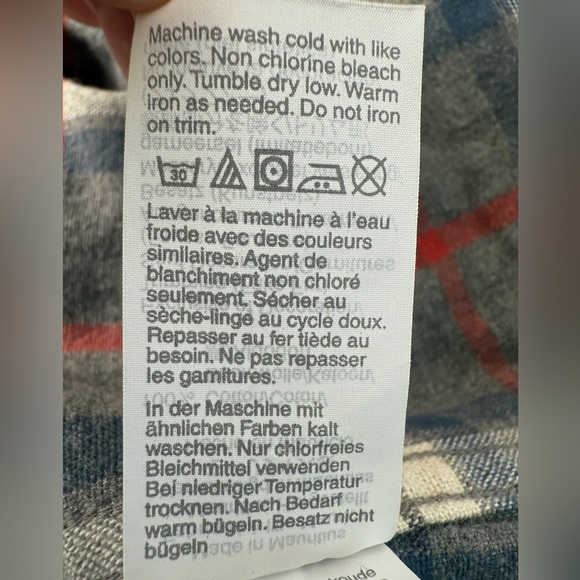 Machine wash cold with like
colors. Non chlorine bleach
only. Tumble dry low. Warm
iron as needed. Do not iron
on trim.
30
Laver à la machine à l'eau
froide avec des couleurs
similaires. Agent de
blanchiment non chloré
seulement. Sécher au
sèche-linge au cycle doux.
Repasser au fer tiède au
besoin. Ne pas repasser
les garnitures.
In der Maschine mit
ähnlichen Farben kalt
waschen. Nur chlorfreies
Bleichmittel verwenden
Bei niedriger Temperatur
trocknen. Nach Bedarf
warm bügeln. Besatz nicht
bügeln